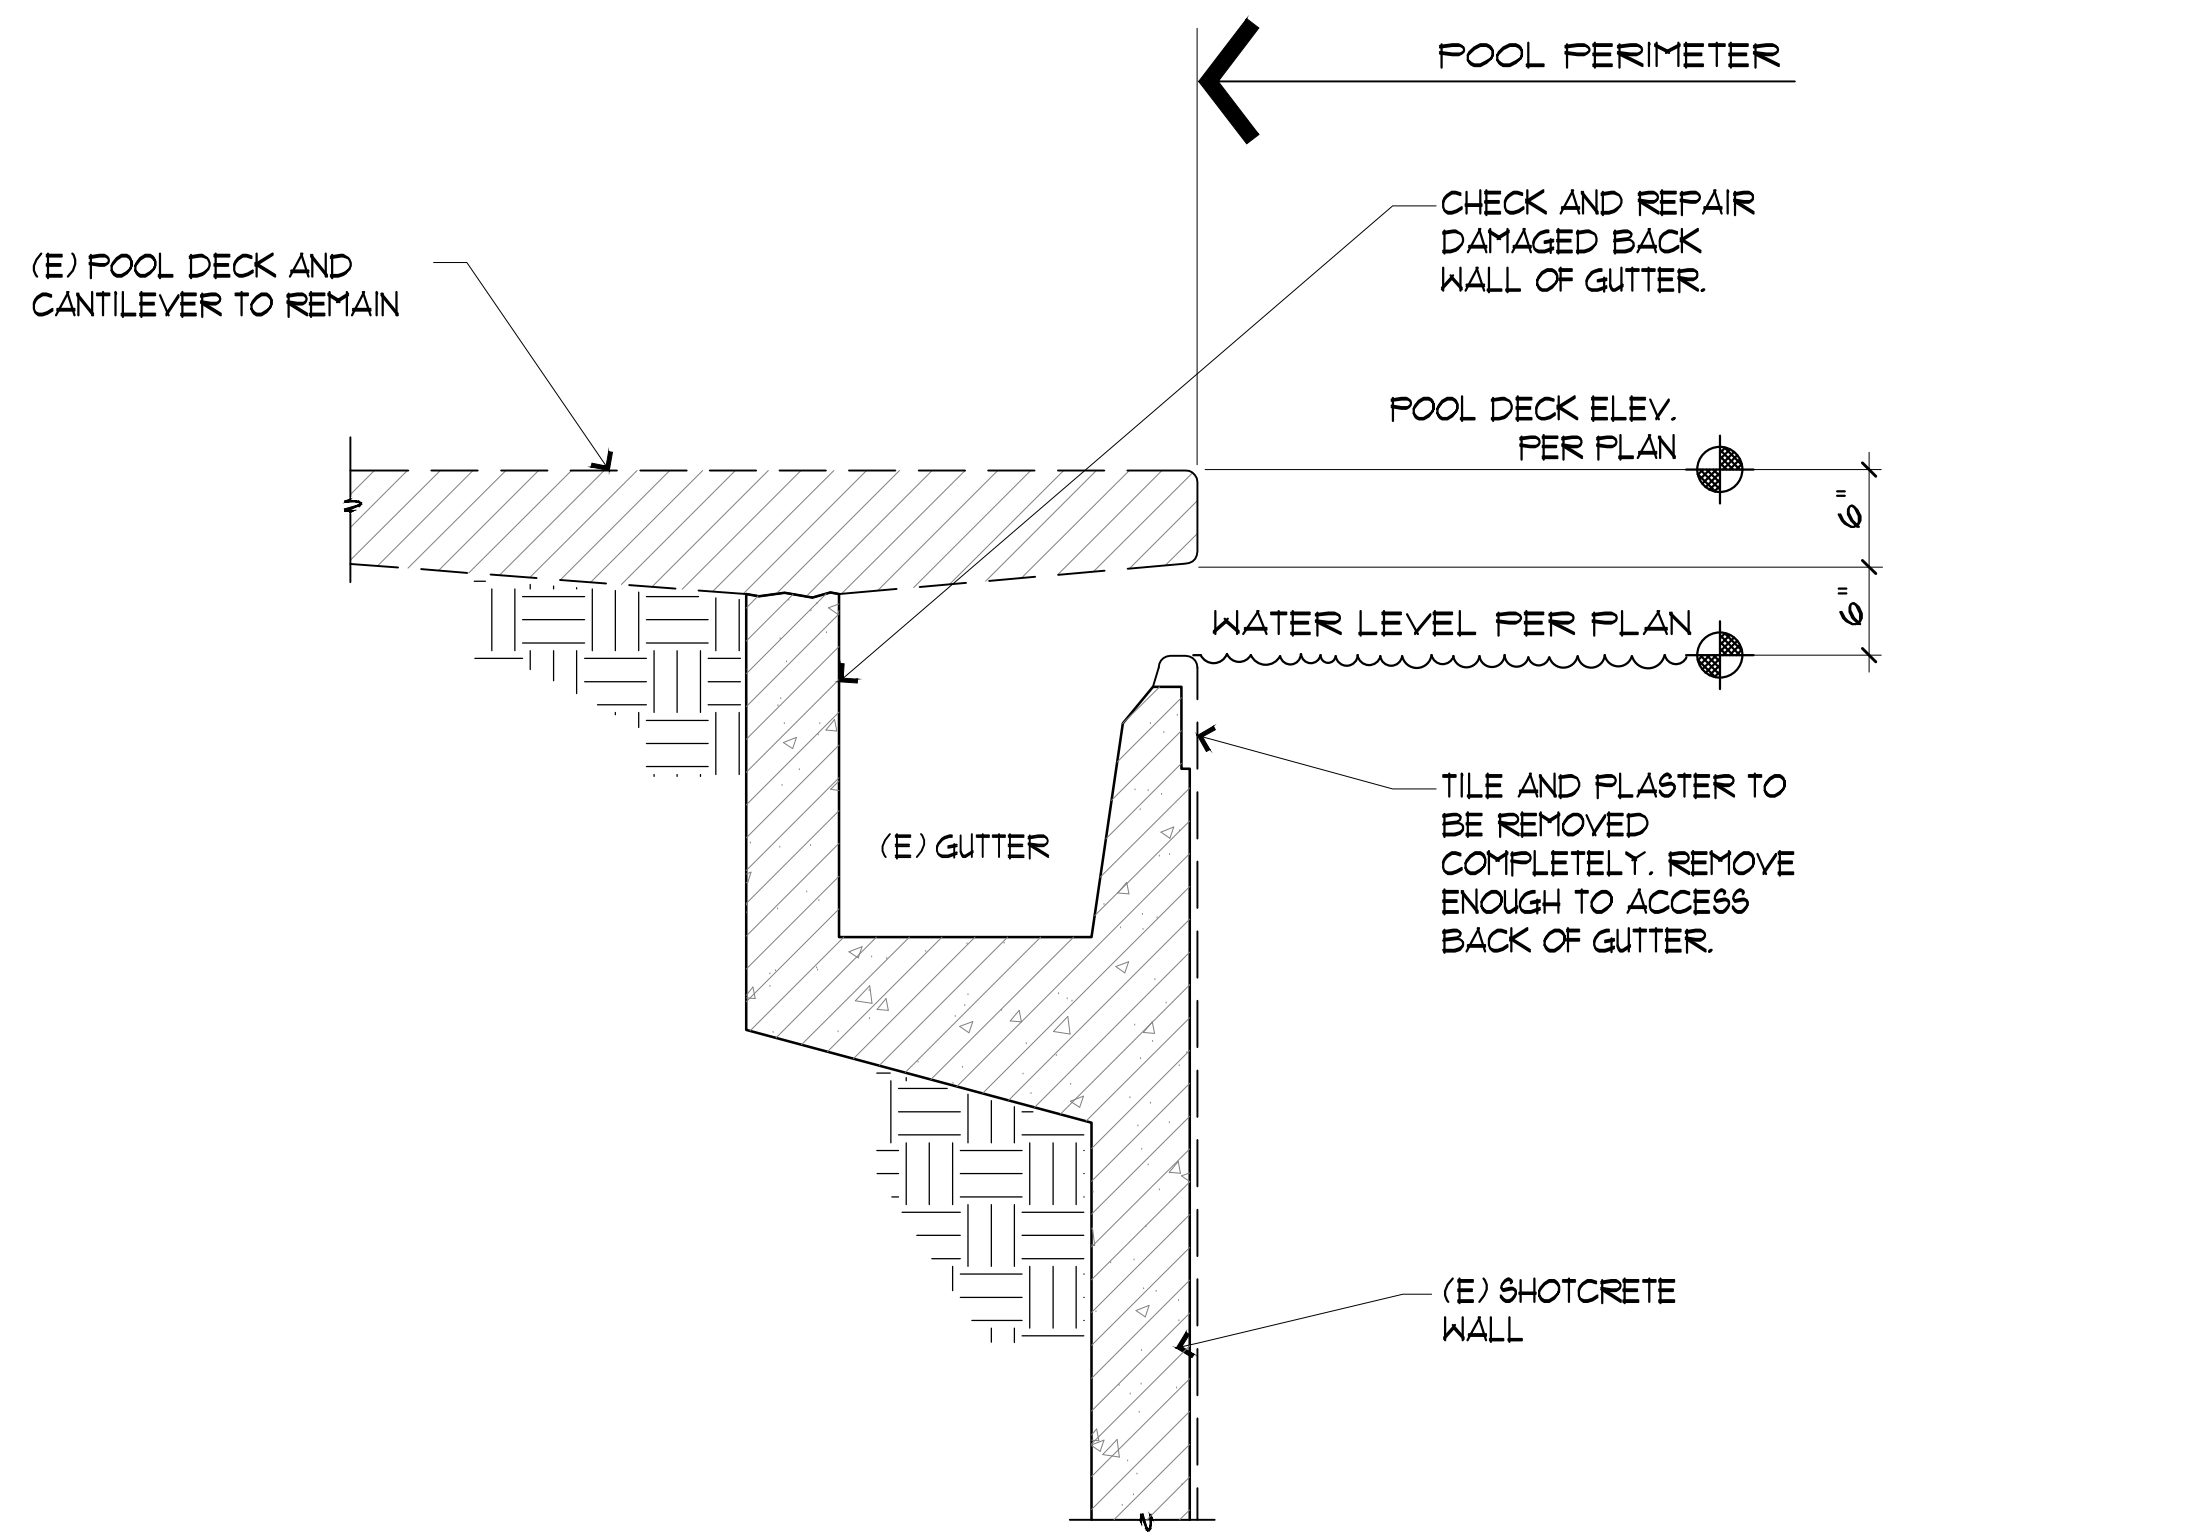 POOL PERIMETER
CHECK AND REPAIR
DAMAGED BACK
WALL OF GUTTER.
(E) POOL DECK AND
CANTILEVER TO REMAIN
POOL DECK ELEV.
PER PLAN
6"
6"
WATER LEVEL PER PLAN
TILE AND PLASTER TO
BE REMOVED
COMPLETELY. REMOVE
ENOUGH TO ACCESS
BACK OF GUTTER.
(E) GUTTER
(E) SHOTCRETE
WALL